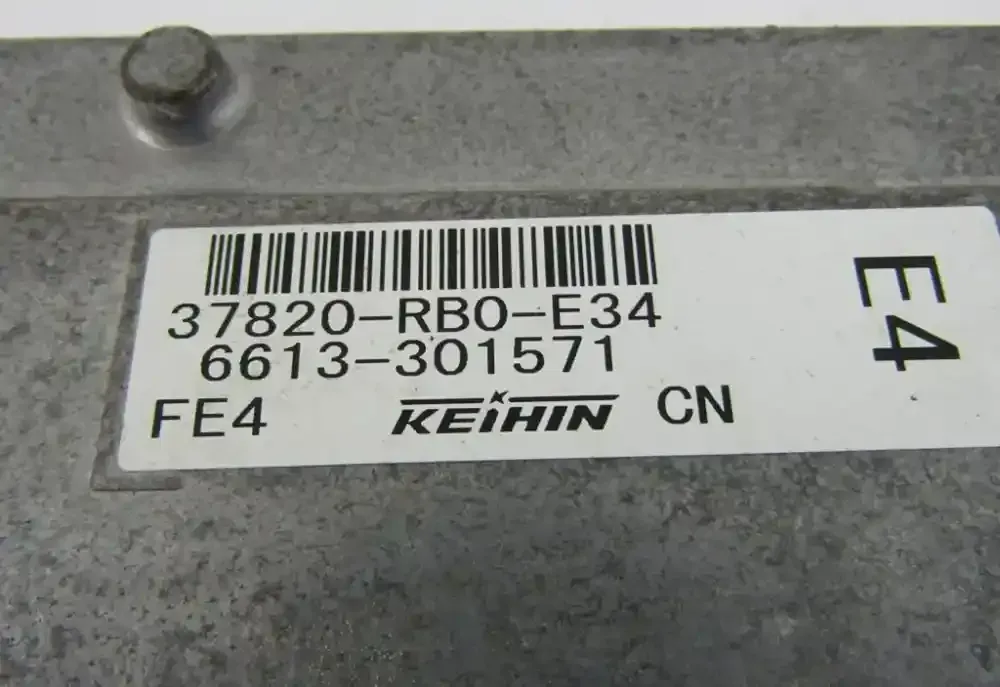 37820-RB0-E34
6613-301571
FE4 KEIHIN CN
E4